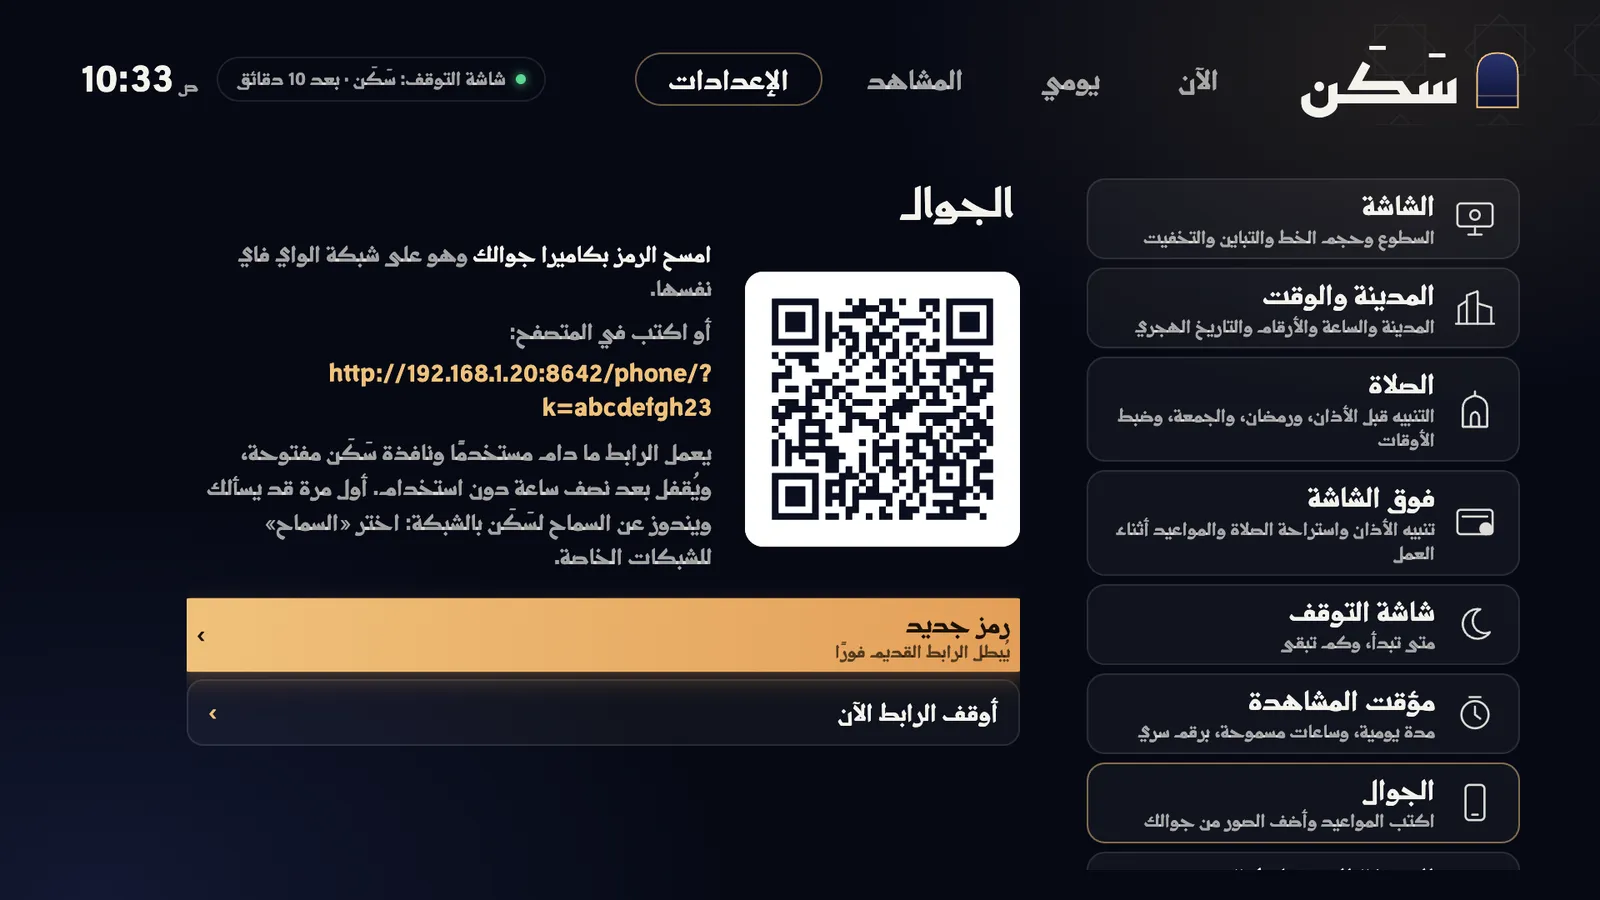 سَكَن
الآن
يومي
المشاهد
الإعدادات
شاشة التوقف: سَكَن · بعد 10 دقائق
10:33 ص
الشاشة
السطوع وحجم الخط والتباين والتخفيت
المدينة والوقت
المدينة والساعة والأرقام والتاريخ الهجري
الصلاة
التنبيه قبل الأذان، ورمضان، والجمعة، وضبط
الأوقات
فوق الشاشة
تنبيه الأذان واستراحة الصلاة والمواعيد أثناء
العمل
شاشة التوقف
متى تبدأ، وكم تبقى
مؤقت المشاهدة
مدة يومية، وساعات مسموحة، برقم سري
الجوال
اكتب المواعيد وأضف الصور من جوالك
الجوال
امسح الرمز بكاميرا جوالك وهو على شبكة الواي فاي
نفسها.
أو اكتب في المتصفح:
http://192.168.1.20:8642/phone/?
k=abcdefgh23
يعمل الرابط ما دام مستخدمًا ونافذة سَكَن مفتوحة،
ويُقفل بعد نصف ساعة دون استخدام. أول مرة قد يسألك
ويندوز عن السماح لسَكَن بالشبكة: اختر «السماح»
للشبكات الخاصة.
رمز جديد
يُبطل الرابط القديم فورًا
أوقف الرابط الآن